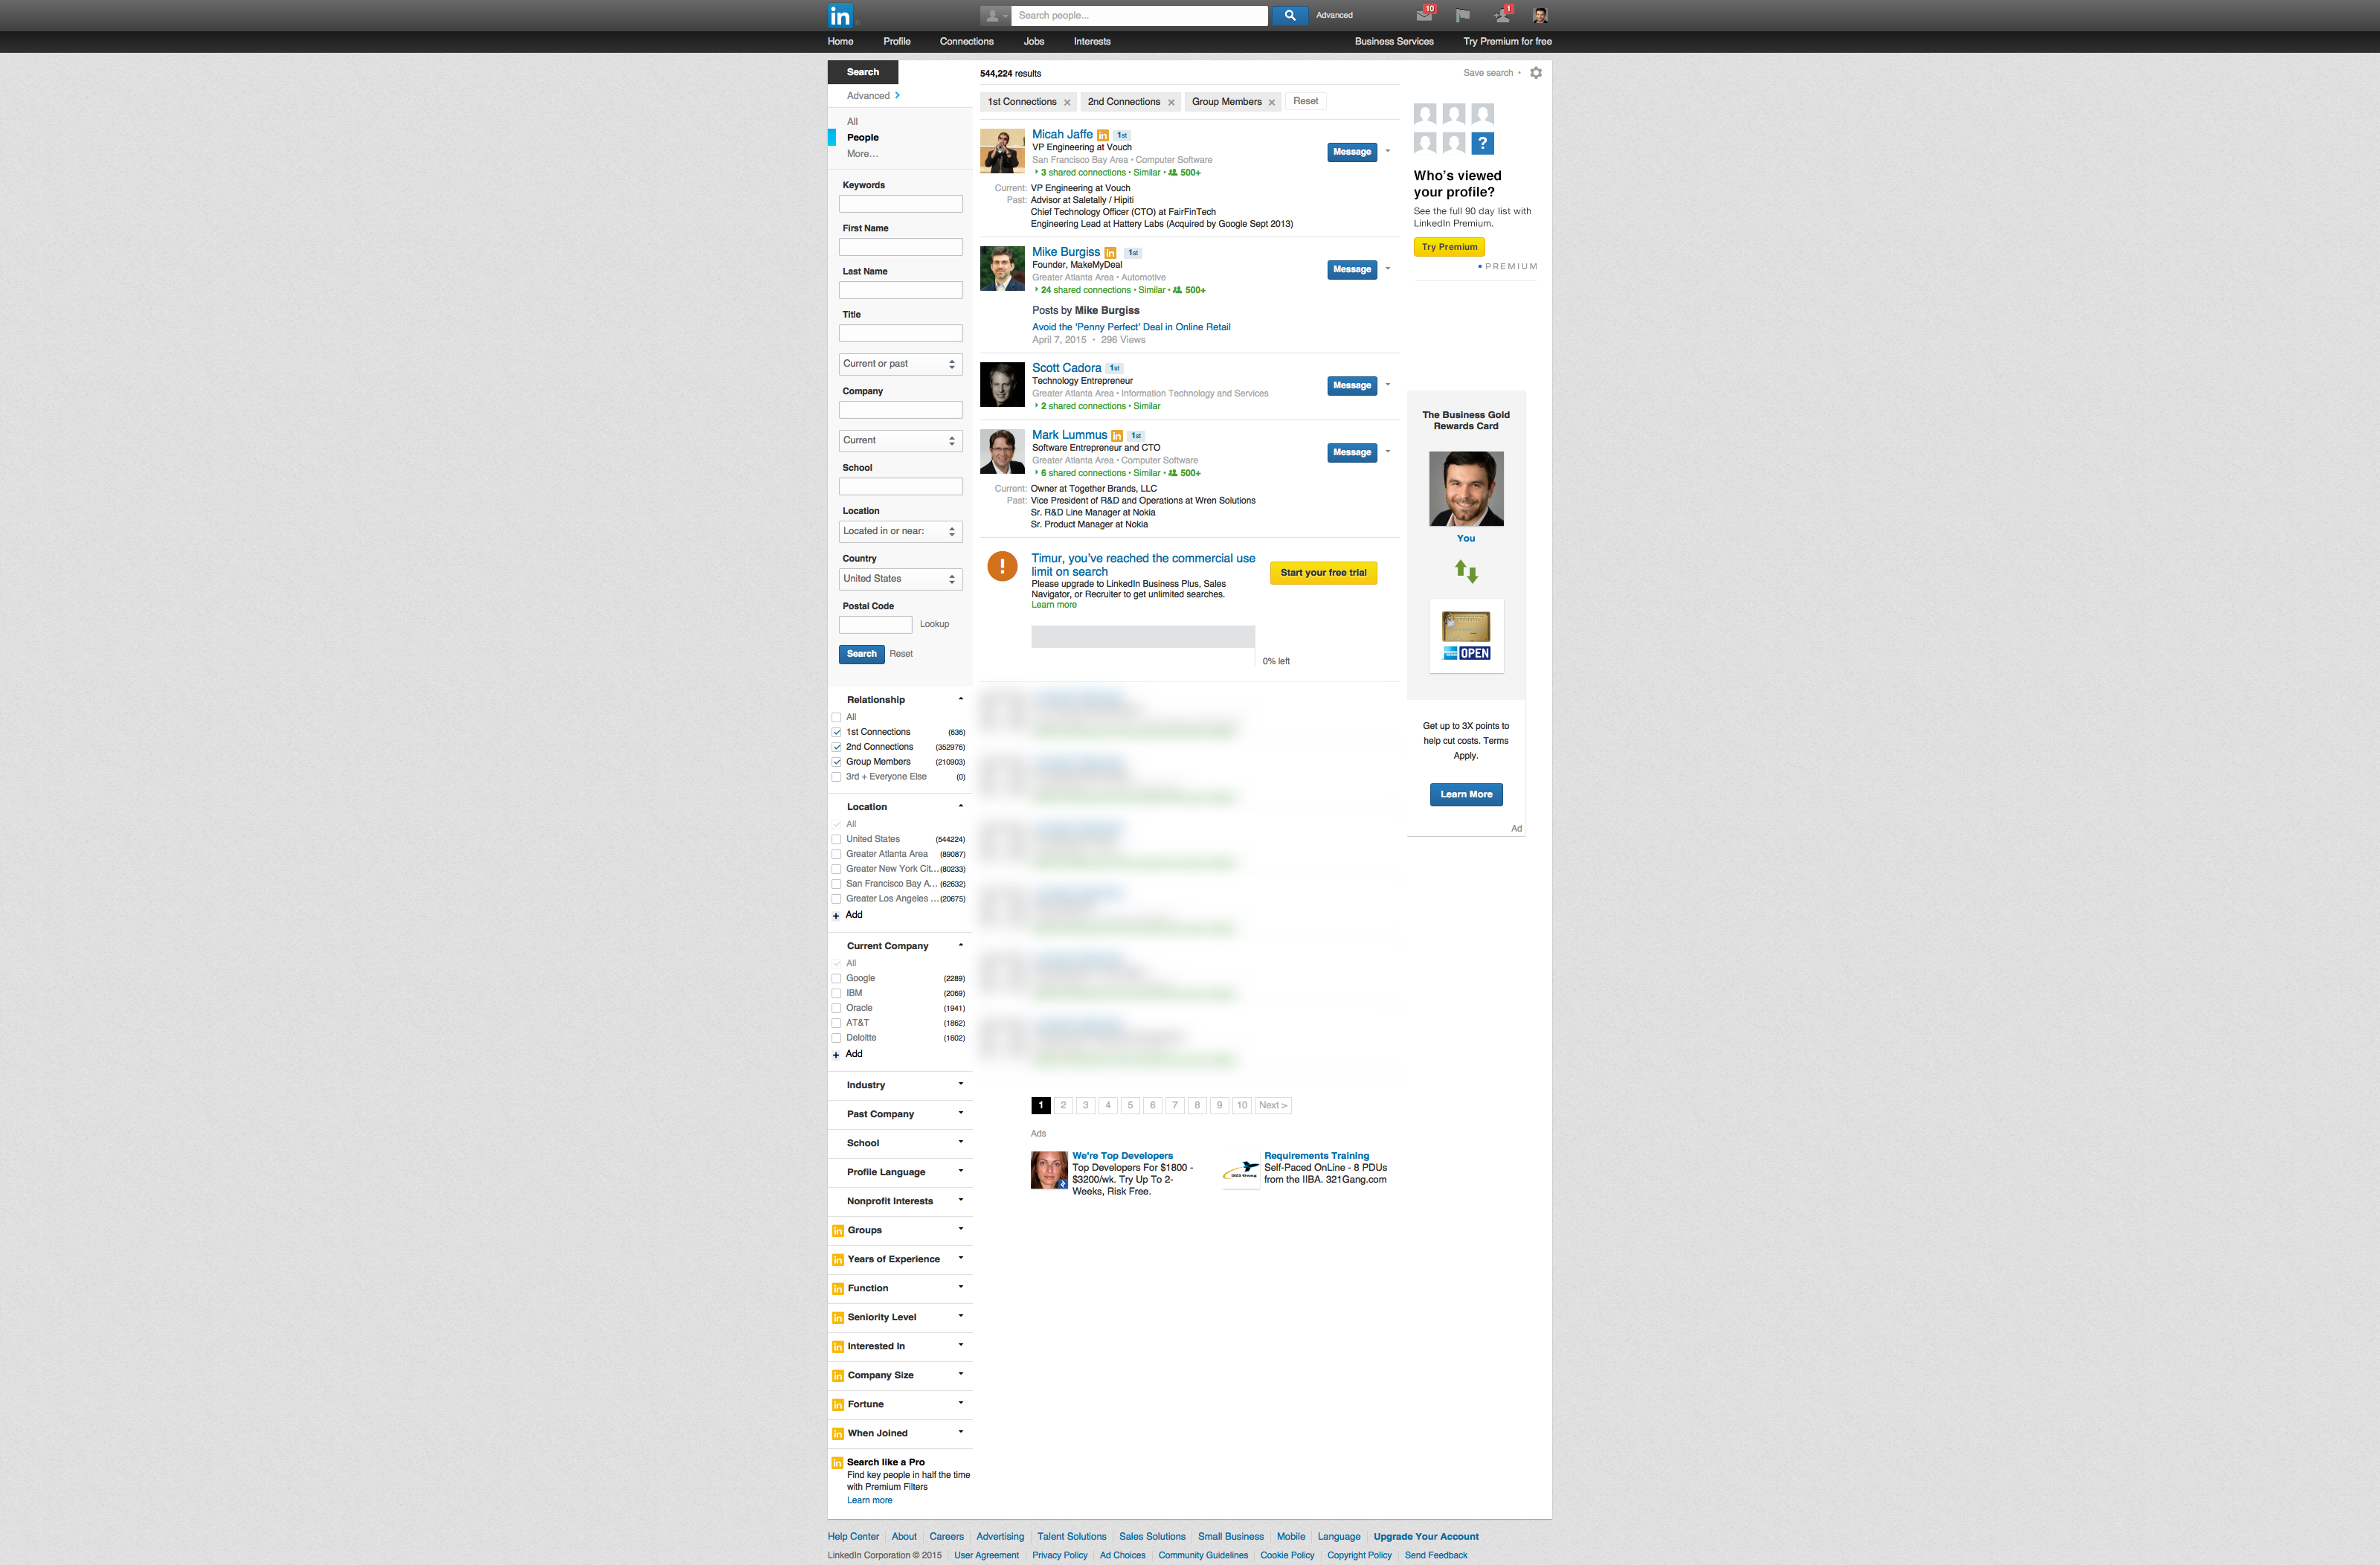 in
Search people...
Advanced
10
1
Home
Profile
Connections
Jobs
Interests
Business Services
Try Premium for free
Search
Advanced
All
People
More...
Keywords
First Name
Last Name
Title
Current or past
Company
Current
School
Location
Located in or near:
Country
United States
Postal Code
Lookup
Search
Reset
Relationship
All
1st Connections (636)
2nd Connections (352976)
Group Members (210903)
3rd + Everyone Else (0)
Location
All
United States (544224)
Greater Atlanta Area (89087)
Greater New York Cit... (80233)
San Francisco Bay A... (62632)
Greater Los Angeles ... (20675)
Add
Current Company
All
Google (2289)
IBM (2069)
Oracle (1941)
AT&T (1862)
Deloitte (1602)
Add
Industry
Past Company
School
Profile Language
Nonprofit Interests
in Groups
in Years of Experience
in Function
in Seniority Level
in Interested In
in Company Size
in Fortune
in When Joined
in Search like a Pro
Find key people in half the time
with Premium Filters
Learn more
544,224 results
Save search
1st Connections
2nd Connections
Group Members
Reset
Micah Jaffe in 1st
VP Engineering at Vouch
San Francisco Bay Area • Computer Software
3 shared connections • Similar • 500+
Message
Current: VP Engineering at Vouch
Past: Advisor at Saletally / Hipiti
Chief Technology Officer (CTO) at FairFinTech
Engineering Lead at Hattery Labs (Acquired by Google Sept 2013)
Mike Burgiss in 1st
Founder, MakeMyDeal
Greater Atlanta Area • Automotive
24 shared connections • Similar • 500+
Message
Posts by Mike Burgiss
Avoid the 'Penny Perfect' Deal in Online Retail
April 7, 2015 • 296 Views
Scott Cadora 1st
Technology Entrepreneur
Greater Atlanta Area • Information Technology and Services
2 shared connections • Similar
Message
Mark Lummus in 1st
Software Entrepreneur and CTO
Greater Atlanta Area • Computer Software
6 shared connections • Similar • 500+
Message
Current: Owner at Together Brands, LLC
Past: Vice President of R&D and Operations at Wren Solutions
Sr. R&D Line Manager at Nokia
Sr. Product Manager at Nokia
!
Timur, you've reached the commercial use
limit on search
Please upgrade to LinkedIn Business Plus, Sales
Navigator, or Recruiter to get unlimited searches.
Learn more
Start your free trial
0% left
1 2 3 4 5 6 7 8 9 10 Next >
Ads
We're Top Developers
Top Developers For $1800 -
$3200/wk. Try Up To 2-
Weeks, Risk Free.
Requirements Training
Self-Paced OnLine - 8 PDUs
from the IIBA. 321Gang.com
?
Who's viewed
your profile?
See the full 90 day list with
LinkedIn Premium.
Try Premium
PREMIUM
The Business Gold
Rewards Card
You
OPEN
Get up to 3X points to
help cut costs. Terms
Apply.
Learn More
Ad
Help Center
About
Careers
Advertising
Talent Solutions
Sales Solutions
Small Business
Mobile
Language
Upgrade Your Account
LinkedIn Corporation © 2015
User Agreement
Privacy Policy
Ad Choices
Community Guidelines
Cookie Policy
Copyright Policy
Send Feedback